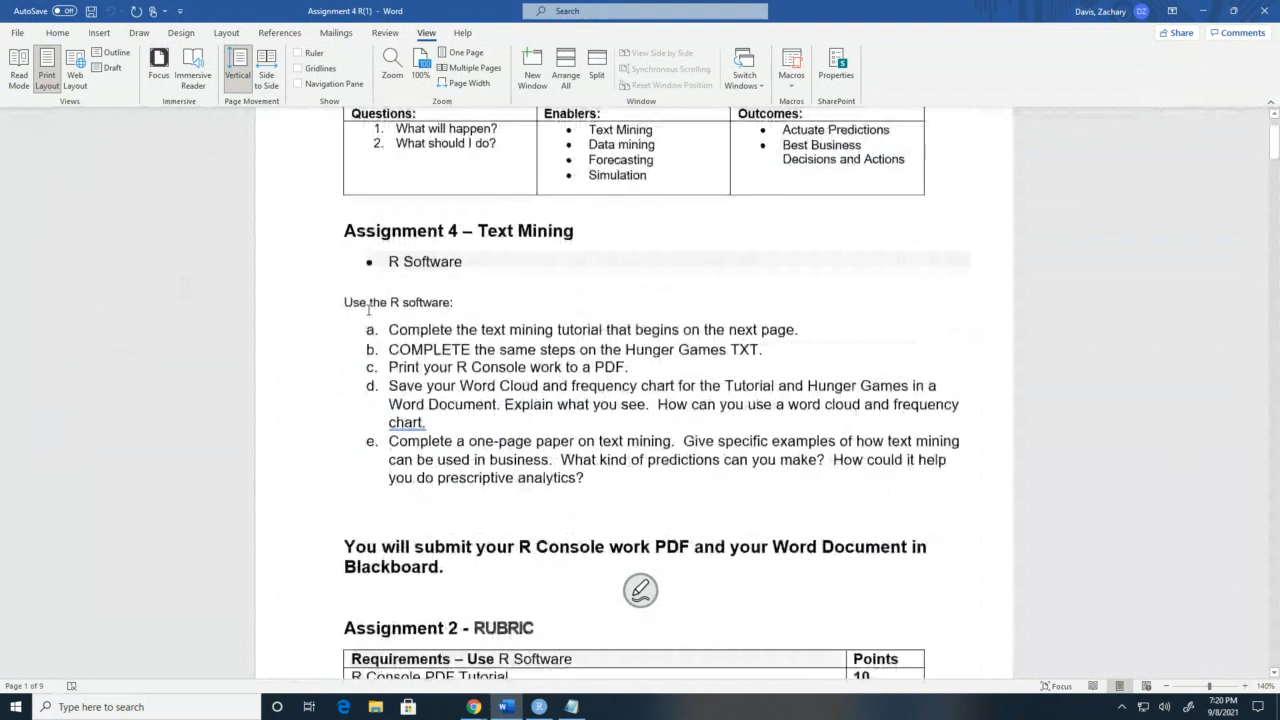 AutoSave Off Assignment 4 R(1) - Word Search Davis, Zachary ZD
File Home Insert Draw Design Layout References Mailings Review View Help Share Comments
Read Mode Print Layout Web Layout Outline Draft Focus Immersive Reader Vertical Side to Side Ruler Gridlines Navigation Pane Zoom 100 100% One Page Multiple Pages Page Width New Window Arrange All Split View Side by Side Synchronous Scrolling Reset Window Position Switch Windows Macros Properties
Views Immersive Page Movement Show Zoom Window Macros SharePoint
Questions: Enablers: Outcomes:
1. What will happen? • Text Mining • Actuate Predictions
2. What should I do? • Data mining • Best Business
• Forecasting Decisions and Actions
• Simulation
Assignment 4 – Text Mining
• R Software
Use the R software:
a. Complete the text mining tutorial that begins on the next page.
b. COMPLETE the same steps on the Hunger Games TXT.
c. Print your R Console work to a PDF.
d. Save your Word Cloud and frequency chart for the Tutorial and Hunger Games in a
Word Document. Explain what you see. How can you use a word cloud and frequency
chart.
e. Complete a one-page paper on text mining. Give specific examples of how text mining
can be used in business. What kind of predictions can you make? How could it help
you do prescriptive analytics?
You will submit your R Console work PDF and your Word Document in
Blackboard.
Assignment 2 - RUBRIC
Requirements – Use R Software Points
R Console PDF Tutorial 10
Page 1 of 9 Focus 140%
Type here to search 7:20 PM
9/8/2021